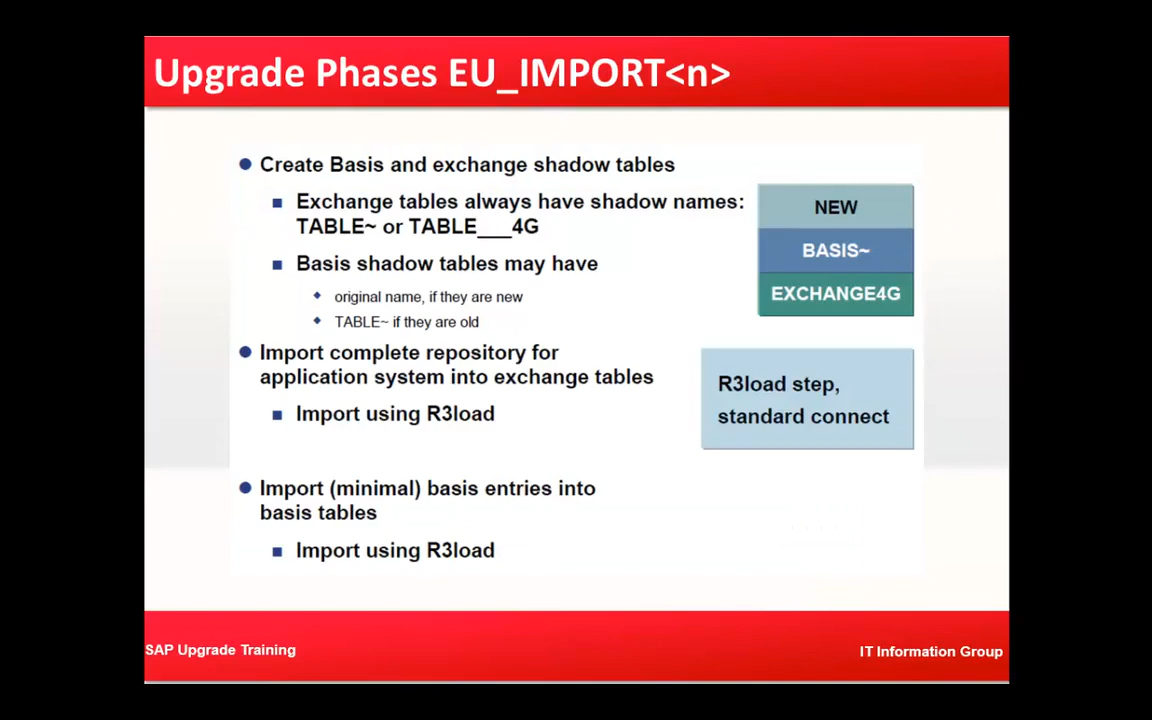 Upgrade Phases EU_IMPORT<n>
Create Basis and exchange shadow tables
Exchange tables always have shadow names:
TABLE~ or TABLE___4G
Basis shadow tables may have
original name, if they are new
TABLE~ if they are old
NEW
BASIS~
EXCHANGE4G
Import complete repository for
application system into exchange tables
Import using R3load
R3load step,
standard connect
Import (minimal) basis entries into
basis tables
Import using R3load
SAP Upgrade Training
IT Information Group